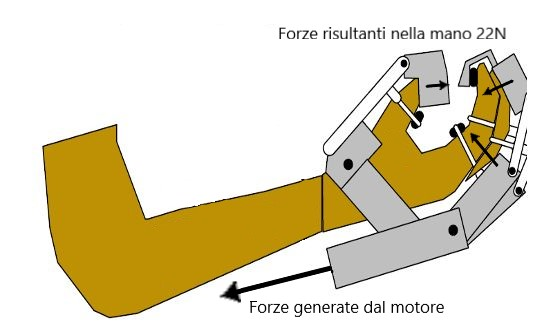 Forze risultanti nella mano 22N
Forze generate dal motore